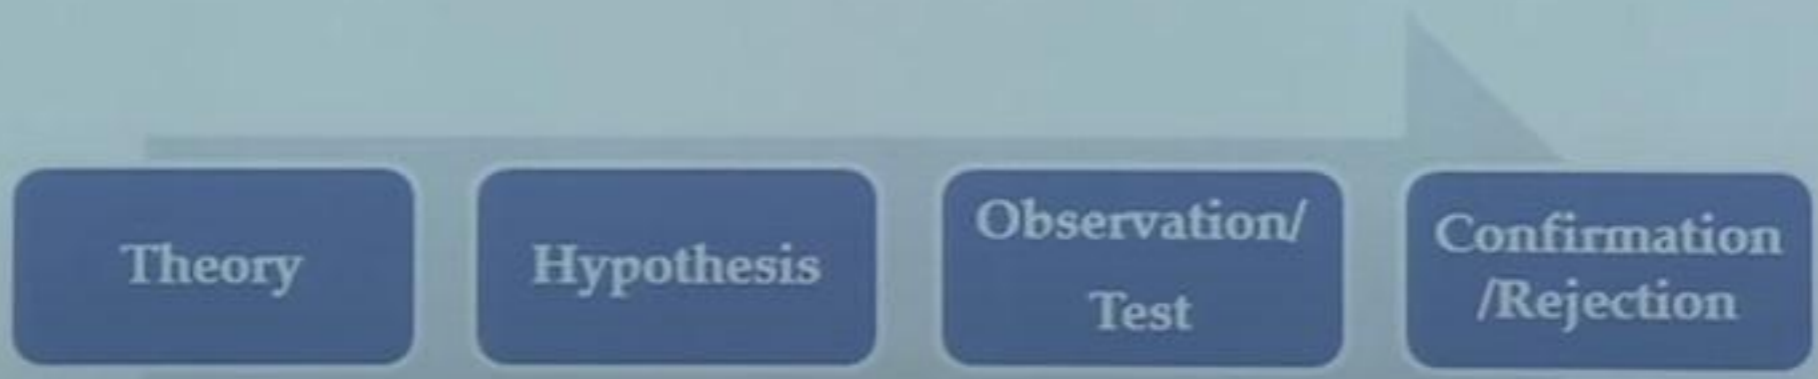 Theory
Hypothesis
Observation/
Test
Confirmation
/Rejection